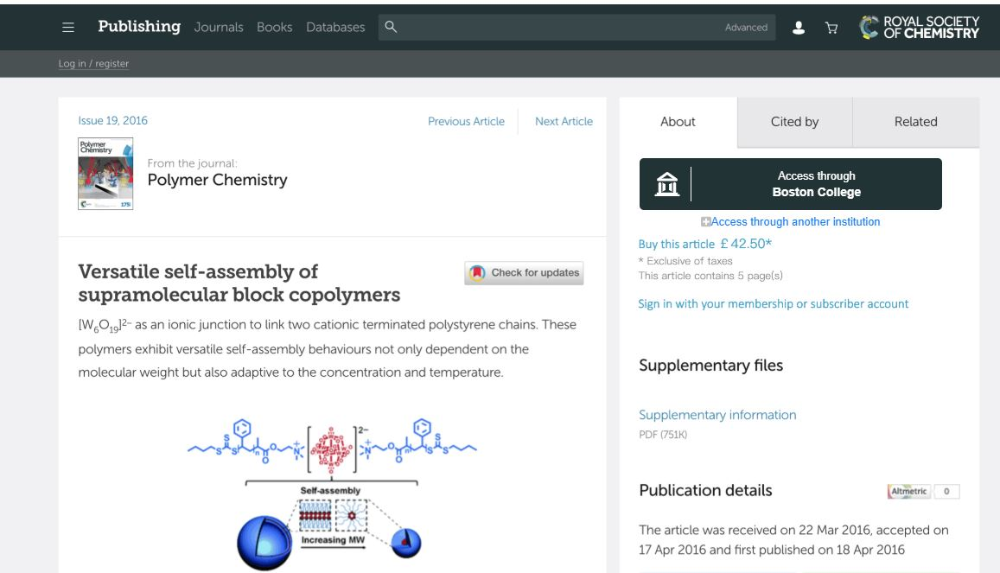 Publishing Journals Books Databases Advanced ROYAL SOCIETY
OF CHEMISTRY
Log in / register
Issue 19, 2016 Previous Article Next Article
Polymer
Chemistry
From the journal:
Polymer Chemistry
Versatile self-assembly of
supramolecular block copolymers
Check for updates
[W₆O₁₉]²⁻ as an ionic junction to link two cationic terminated polystyrene chains. These
polymers exhibit versatile self-assembly behaviours not only dependent on the
molecular weight but also adaptive to the concentration and temperature.
2−
Self-assembly
Increasing MW
About Cited by Related
Access through
Boston College
Access through another institution
Buy this article £ 42.50*
* Exclusive of taxes
This article contains 5 page(s)
Sign in with your membership or subscriber account
Supplementary files
Supplementary information
PDF (751K)
Publication details
Altmetric 0
The article was received on 22 Mar 2016, accepted on
17 Apr 2016 and first published on 18 Apr 2016